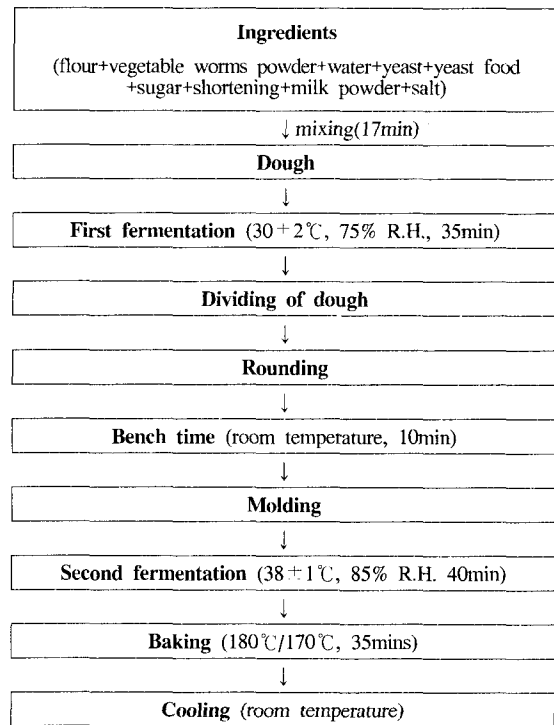 Ingredients
(flour+vegetable worms powder+water+yeast+yeast food
+sugar+shortening+milk powder+salt)
↓ mixing(17min)
Dough
↓
First fermentation (30±2℃, 75% R.H., 35min)
↓
Dividing of dough
↓
Rounding
↓
Bench time (room temperature, 10min)
↓
Molding
↓
Second fermentation (38±1℃, 85% R.H. 40min)
↓
Baking (180℃/170℃, 35mins)
↓
Cooling (room temperature)